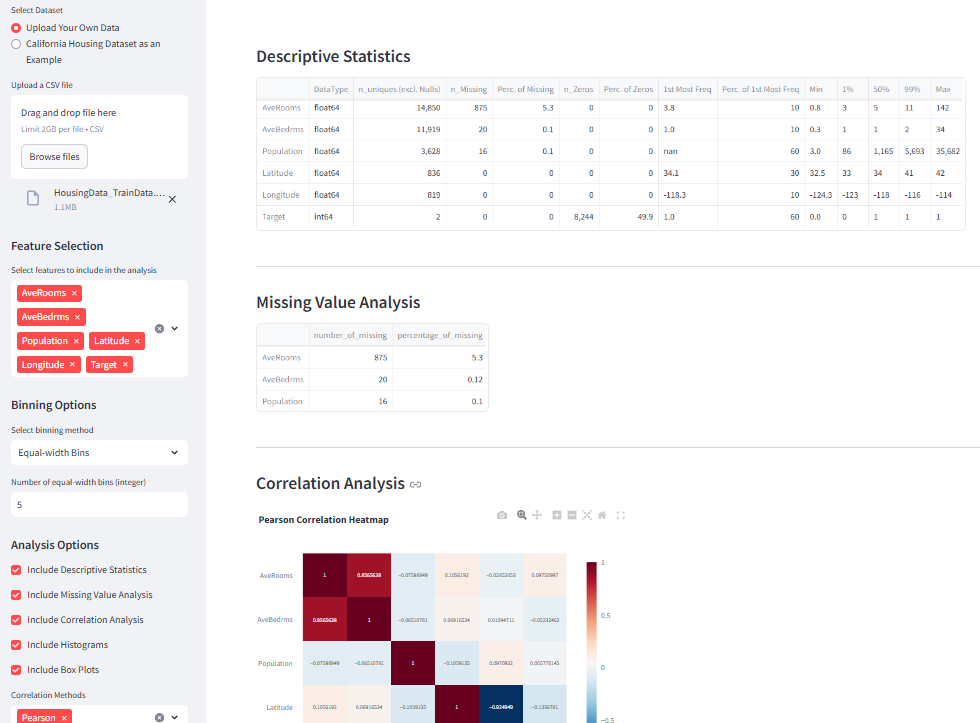 Select Dataset
Upload Your Own Data
California Housing Dataset as an
Example
Upload a CSV file
Drag and drop file here
Limit 2GB per file • CSV
Browse files
HousingData_TrainData....
1.1MB
Feature Selection
Select features to include in the analysis
AveRooms ×
AveBedrms ×
Population × Latitude ×
Longitude × Target ×
Binning Options
Select binning method
Equal-width Bins
Number of equal-width bins (integer)
5
Analysis Options
Include Descriptive Statistics
Include Missing Value Analysis
Include Correlation Analysis
Include Histograms
Include Box Plots
Correlation Methods
Pearson ×
Descriptive Statistics
DataType n_uniques (excl. Nulls) n_Missing Perc. of Missing n_Zeros Perc. of Zeros 1st Most Freq Perc. of 1st Most Freq Min 1% 50% 99% Max
AveRooms float64 14,850 875 5.3 0 0 3.8 10 0.8 3 5 11 142
AveBedrms float64 11,919 20 0.1 0 0 1.0 10 0.3 1 1 2 34
Population float64 3,628 16 0.1 0 0 nan 60 3.0 86 1,165 5,693 35,682
Latitude float64 836 0 0 0 0 34.1 30 32.5 33 34 41 42
Longitude float64 819 0 0 0 0 -118.3 10 -124.3 -123 -118 -116 -114
Target int64 2 0 0 8,244 49.9 1.0 60 0.0 0 1 1 1
Missing Value Analysis
number_of_missing percentage_of_missing
AveRooms 875 5.3
AveBedrms 20 0.12
Population 16 0.1
Correlation Analysis
Pearson Correlation Heatmap
AveRooms 1 0.8565638 −0.07598949 0.1056192 −0.02852053 0.09750997
AveBedrms 0.8565638 1 −0.06510781 0.06916534 0.01094711 −0.05232462
Population −0.07598949 −0.06510781 1 −0.1059135 0.0970922 0.005770145
Latitude 0.1056192 0.06916534 −0.1059135 1 −0.924949 −0.1336781
1
0.5
0
−0.5